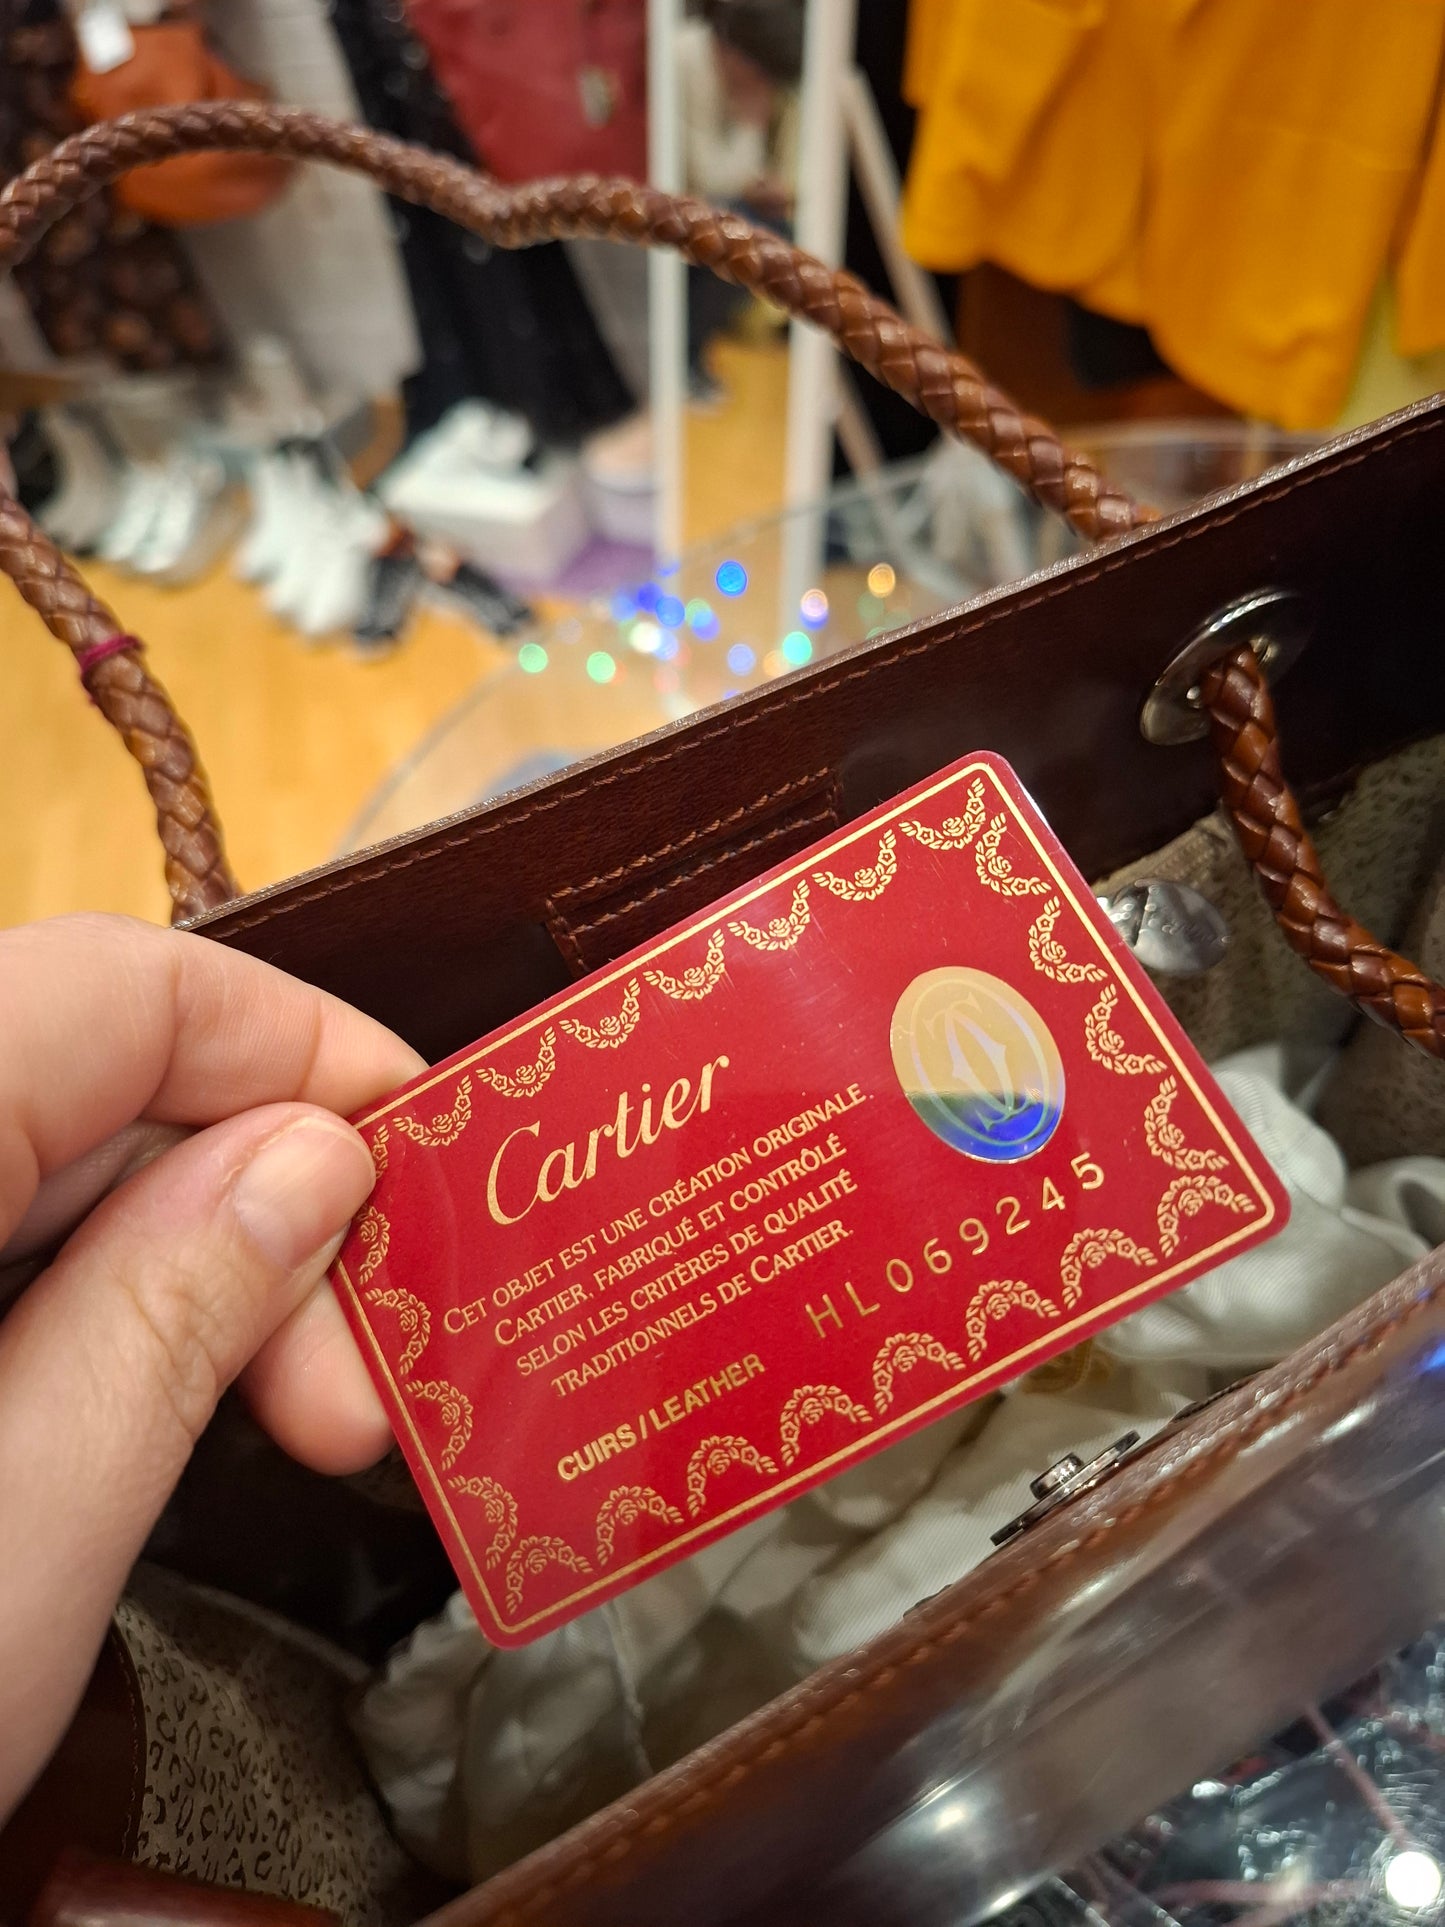 Cartier
CET OBJET EST UNE CRÉATION ORIGINALE
CARTIER, FABRIQUÉ ET CONTRÔLÉ
SELON LES CRITÈRES DE QUALITÉ
TRADITIONNELS DE CARTIER.
HL069245
CUIRS / LEATHER